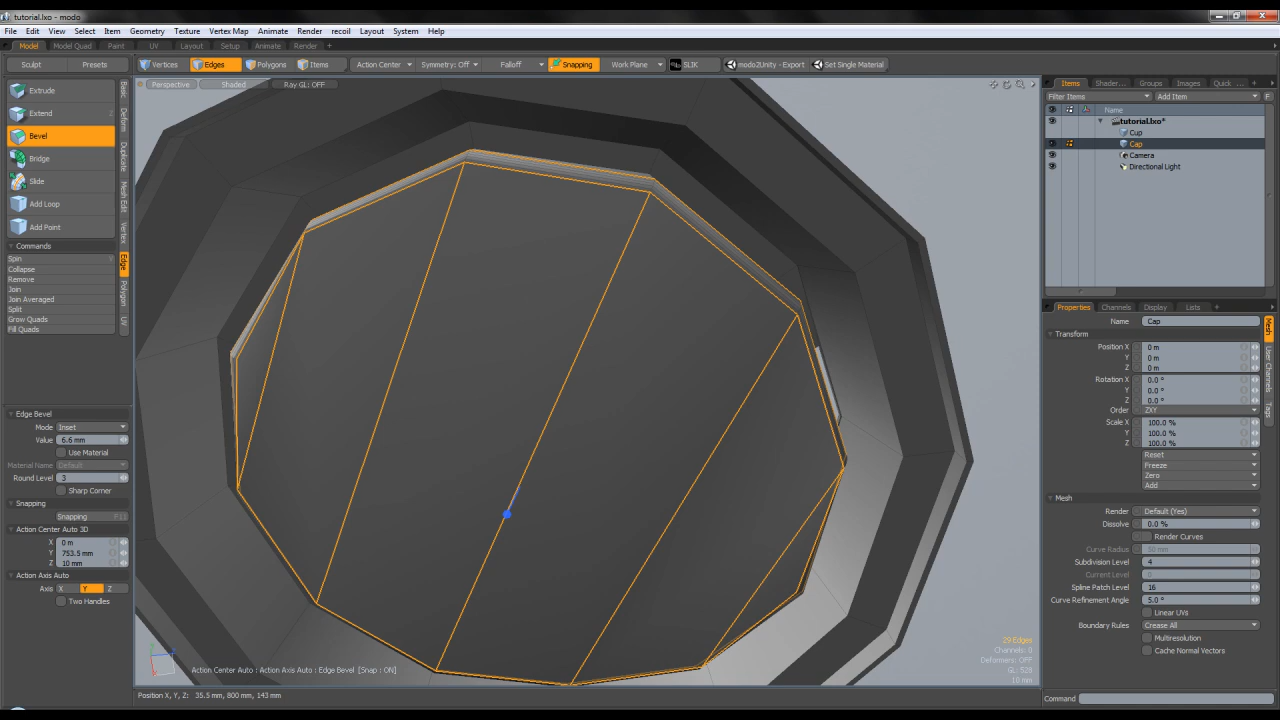 tutorial.lxo* - modo
File Edit View Select Item Geometry Texture Vertex Map Animate Render recoil Layout System Help
Model Model Quad Paint UV Layout Setup Animate Render +
Sculpt Presets Vertices Edges Polygons Items Action Center Symmetry: Off Falloff Snapping Work Plane SLIK modo2Unity - Export Set Single Material
Perspective Shaded Ray GL: OFF
Extrude
Extend
Bevel
Bridge
Slide
Add Loop
Add Point
Commands
Spin
Collapse
Remove
Join
Join Averaged
Split
Grow Quads
Fill Quads
Basic
Deform
Duplicate
Mesh Edit
Vertex
Edge
Polygon
UV
Edge Bevel
Mode Inset
Value 6.6 mm
Use Material
Material Name Default
Round Level 3
Sharp Corner
Snapping
Snapping
Action Center Auto 3D
X 0 m
Y 753.5 mm
Z 10 mm
Action Axis Auto
Axis X Y Z
Two Handles
Action Center Auto : Action Axis Auto : Edge Bevel [Snap : ON]
29 Edges
Channels: 0
Deformers: OFF
GL: 528
10 mm
Position X, Y, Z: 35.5 mm, 800 mm, 143 mm
Items Shader... Groups Images Quick ... +
Filter Items Add Item F
Name
tutorial.lxo*
Cup
Cap
Camera
Directional Light
Properties Channels Display Lists +
Name Cap
Transform
Position X 0 m
Y 0 m
Z 0 m
Rotation X 0.0 °
Y 0.0 °
Z 0.0 °
Order ZXY
Scale X 100.0 %
Y 100.0 %
Z 100.0 %
Reset
Freeze
Zero
Add
Mesh
Render Default (Yes)
Dissolve 0.0 %
Render Curves
Curve Radius 50 mm
Subdivision Level 4
Current Level 0
Spline Patch Level 16
Curve Refinement Angle 5.0 °
Linear UVs
Boundary Rules Crease All
Multiresolution
Cache Normal Vectors
Mesh
User Channels
Tags
Command